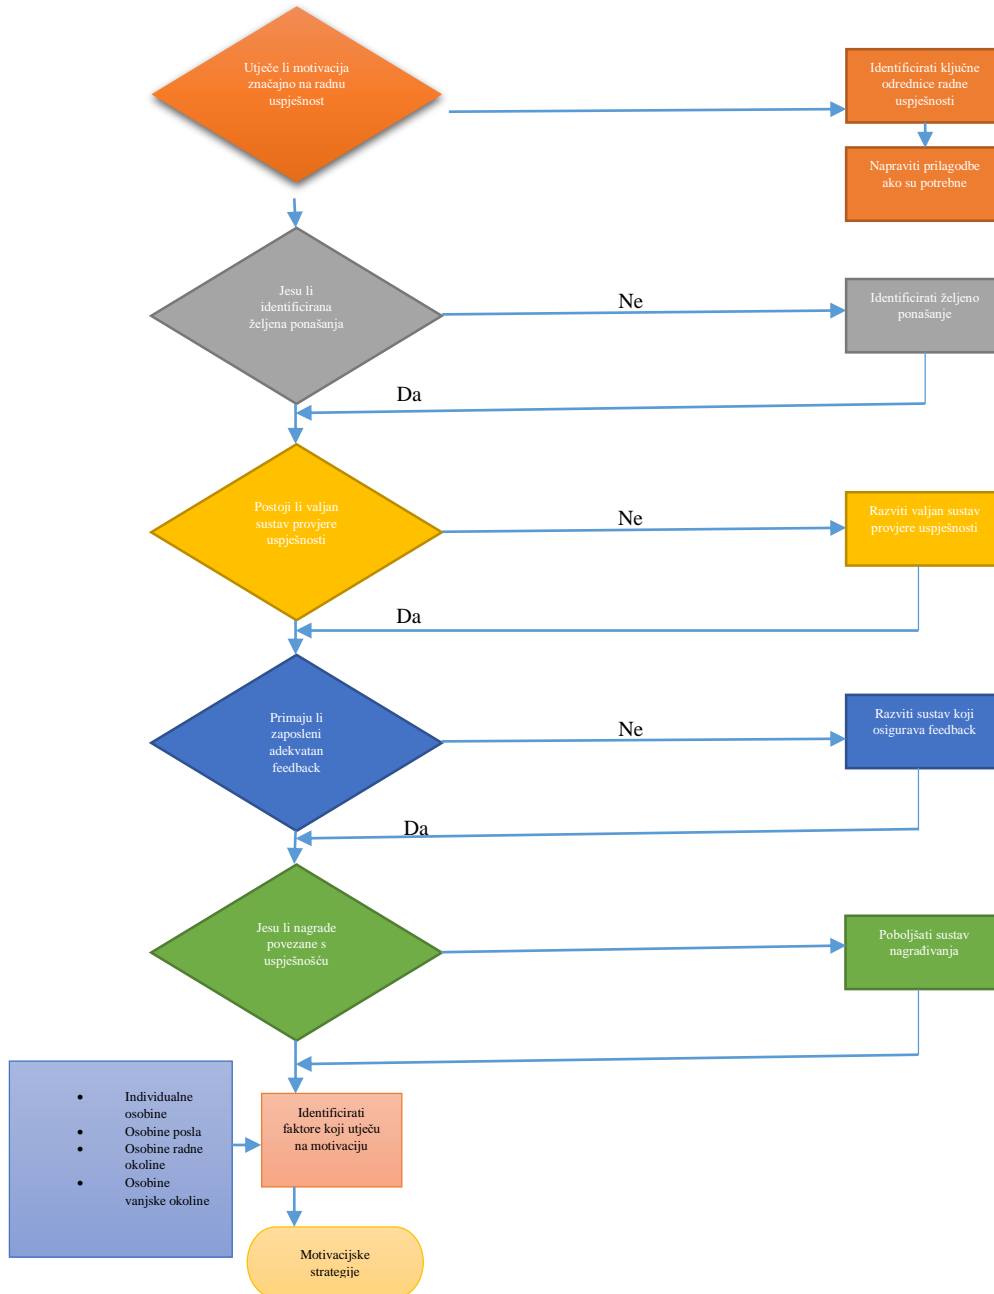 Utječe li motivacija
značajno na radnu
uspješnost
Identificirati ključne
odrednice radne
uspješnosti
Napraviti prilagodbe
ako su potrebne
Jesu li
identificirana
željena ponašanja
Ne
Identificirati željeno
ponašanje
Da
Postoji li valjan
sustav provjere
uspješnosti
Ne
Razviti valjan sustav
provjere uspješnosti
Da
Primaju li
zaposleni
adekvatan
feedback
Ne
Razviti sustav koji
osigurava feedback
Da
Jesu li nagrade
povezane s
uspješnošću
Poboljšati sustav
nagrađivanja
• Individualne
osobine
• Osobine posla
• Osobine radne
okoline
• Osobine
vanjske okoline
Identificirati
faktore koji utječu
na motivaciju
Motivacijske
strategije